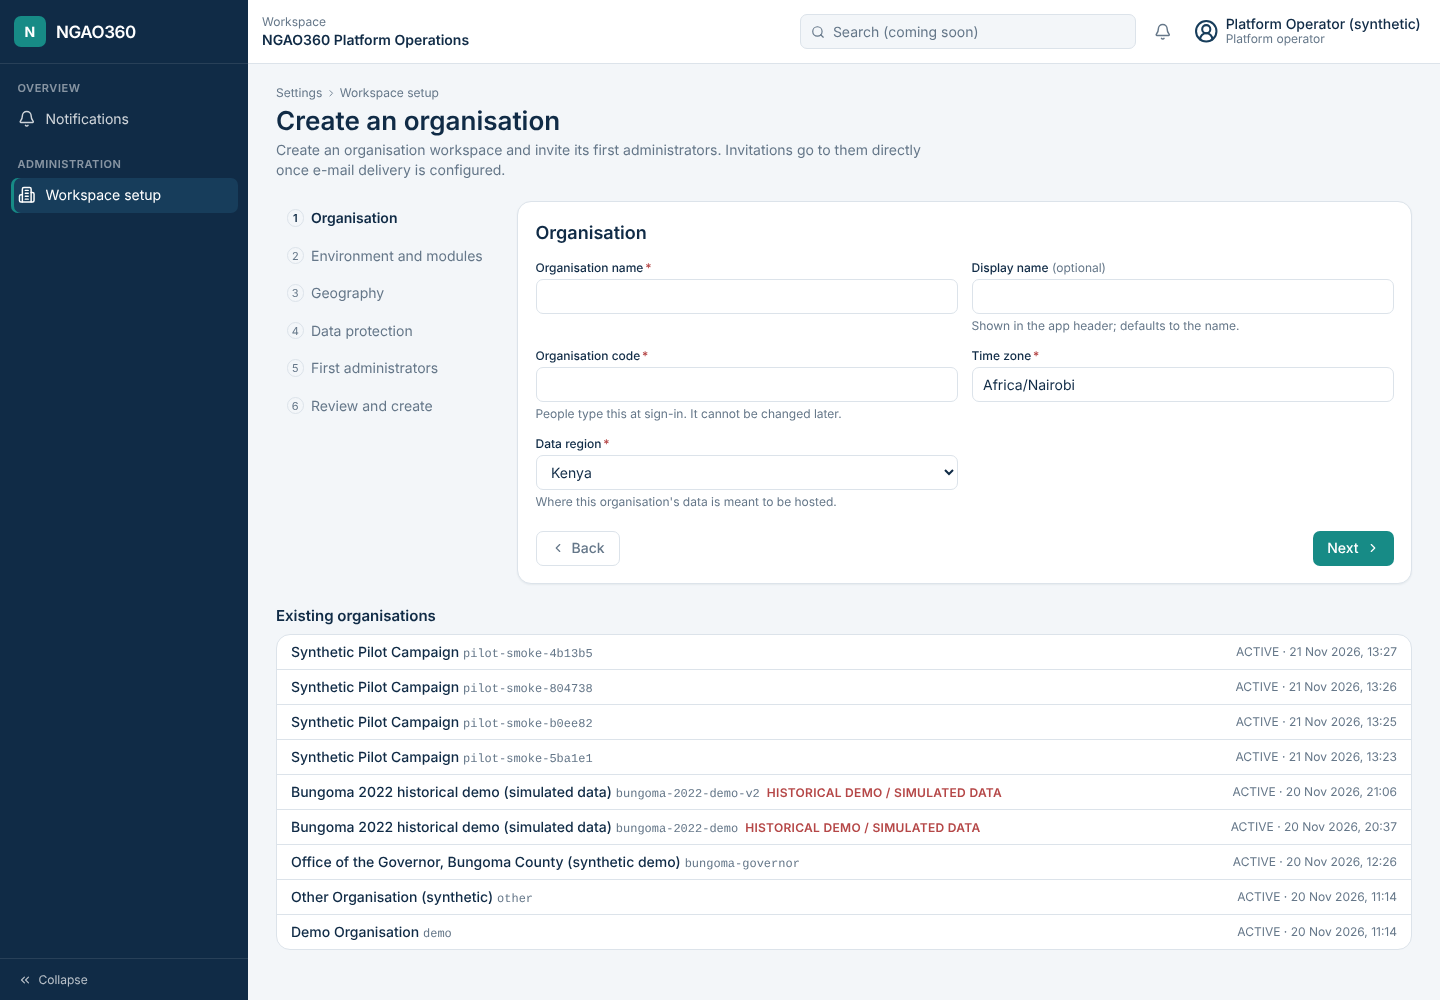 N NGAO360
Workspace
NGAO360 Platform Operations
Search (coming soon)
Platform Operator (synthetic)
Platform operator
OVERVIEW
Notifications
ADMINISTRATION
Workspace setup
Collapse
Settings › Workspace setup
Create an organisation
Create an organisation workspace and invite its first administrators. Invitations go to them directly
once e-mail delivery is configured.
1 Organisation
2 Environment and modules
3 Geography
4 Data protection
5 First administrators
6 Review and create
Organisation
Organisation name *
Display name (optional)
Shown in the app header; defaults to the name.
Organisation code *
People type this at sign-in. It cannot be changed later.
Time zone *
Africa/Nairobi
Data region *
Kenya
Where this organisation's data is meant to be hosted.
Back
Next
Existing organisations
Synthetic Pilot Campaign pilot-smoke-4b13b5 ACTIVE · 21 Nov 2026, 13:27
Synthetic Pilot Campaign pilot-smoke-804738 ACTIVE · 21 Nov 2026, 13:26
Synthetic Pilot Campaign pilot-smoke-b0ee82 ACTIVE · 21 Nov 2026, 13:25
Synthetic Pilot Campaign pilot-smoke-5ba1e1 ACTIVE · 21 Nov 2026, 13:23
Bungoma 2022 historical demo (simulated data) bungoma-2022-demo-v2 HISTORICAL DEMO / SIMULATED DATA ACTIVE · 20 Nov 2026, 21:06
Bungoma 2022 historical demo (simulated data) bungoma-2022-demo HISTORICAL DEMO / SIMULATED DATA ACTIVE · 20 Nov 2026, 20:37
Office of the Governor, Bungoma County (synthetic demo) bungoma-governor ACTIVE · 20 Nov 2026, 12:26
Other Organisation (synthetic) other ACTIVE · 20 Nov 2026, 11:14
Demo Organisation demo ACTIVE · 20 Nov 2026, 11:14